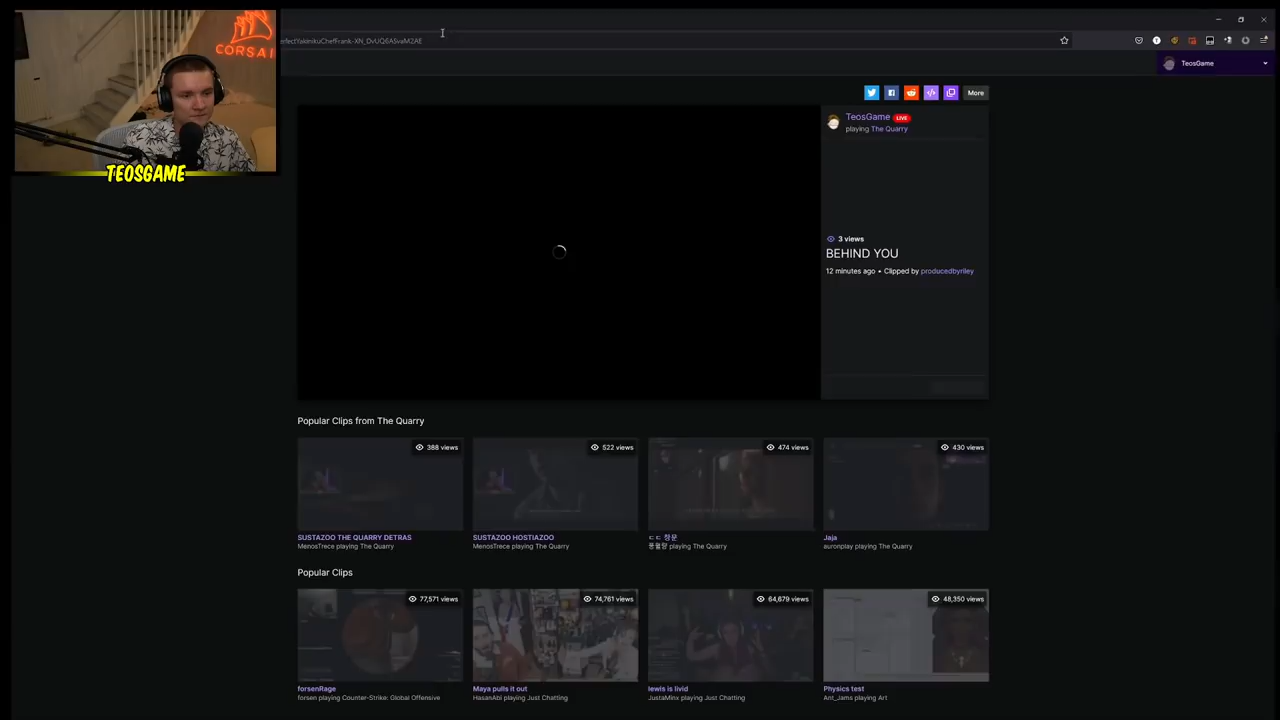 CORSAI
TEOSGAME
TeosGame
More
TeosGame LIVE
playing The Quarry
3 views
BEHIND YOU
12 minutes ago • Clipped by producedbyriley
Popular Clips from The Quarry
388 views
522 views
474 views
430 views
SUSTAZOO THE QUARRY DETRAS
SUSTAZOO HOSTIAZOO
Jaja
MenosTrece playing The Quarry
MenosTrece playing The Quarry
playing The Quarry
auronplay playing The Quarry
Popular Clips
77,571 views
74,761 views
64,679 views
48,350 views
forsenRage
Maya pulls it out
lewis is livid
Physics test
forsen playing Counter-Strike: Global Offensive
HasanAbi playing Just Chatting
JustaMinx playing Just Chatting
Ant_Jams playing Art